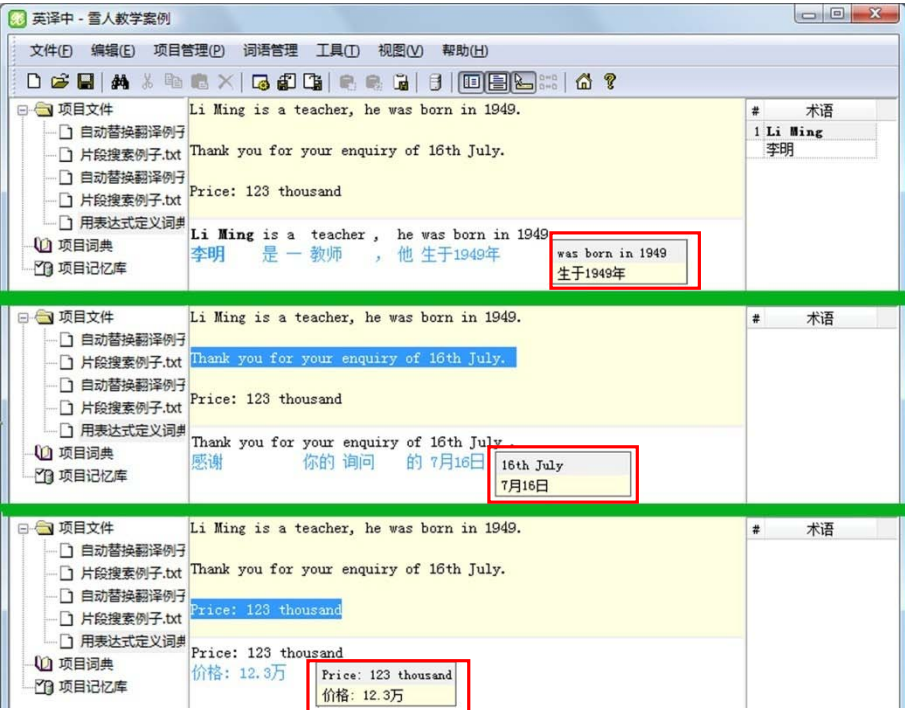 英译中 - 雪人教学案例
文件(F) 编辑(E) 项目管理(P) 词语管理 工具(T) 视图(V) 帮助(H)
项目文件
自动替换翻译例子
片段搜索例子.txt
自动替换翻译例子
片段搜索例子.txt
用表达式定义词典
项目词典
项目记忆库
Li Ming is a teacher, he was born in 1949.
Thank you for your enquiry of 16th July.
Price: 123 thousand
Li Ming is a teacher , he was born in 1949
李明 是 一 教师 , 他 生于1949年
was born in 1949
生于1949年
# 术语
1 Li Ming
李明
项目文件
自动替换翻译例子
片段搜索例子.txt
自动替换翻译例子
片段搜索例子.txt
用表达式定义词典
项目词典
项目记忆库
Li Ming is a teacher, he was born in 1949.
Thank you for your enquiry of 16th July.
Price: 123 thousand
Thank you for your enquiry of 16th July .
感谢 你的 询问 的 7月16日
16th July
7月16日
# 术语
项目文件
自动替换翻译例子
片段搜索例子.txt
自动替换翻译例子
片段搜索例子.txt
用表达式定义词典
项目词典
项目记忆库
Li Ming is a teacher, he was born in 1949.
Thank you for your enquiry of 16th July.
Price: 123 thousand
Price: 123 thousand
价格: 12.3万
Price: 123 thousand
价格: 12.3万
# 术语